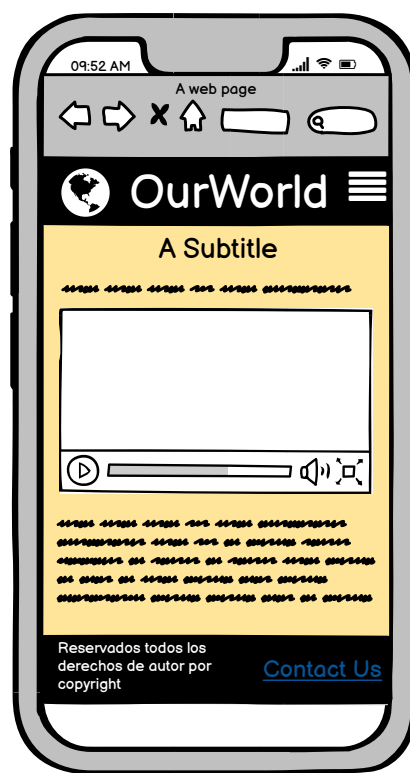 09:52 AM
A web page
OurWorld
A Subtitle
Reservados todos los
derechos de autor por
copyright
Contact Us